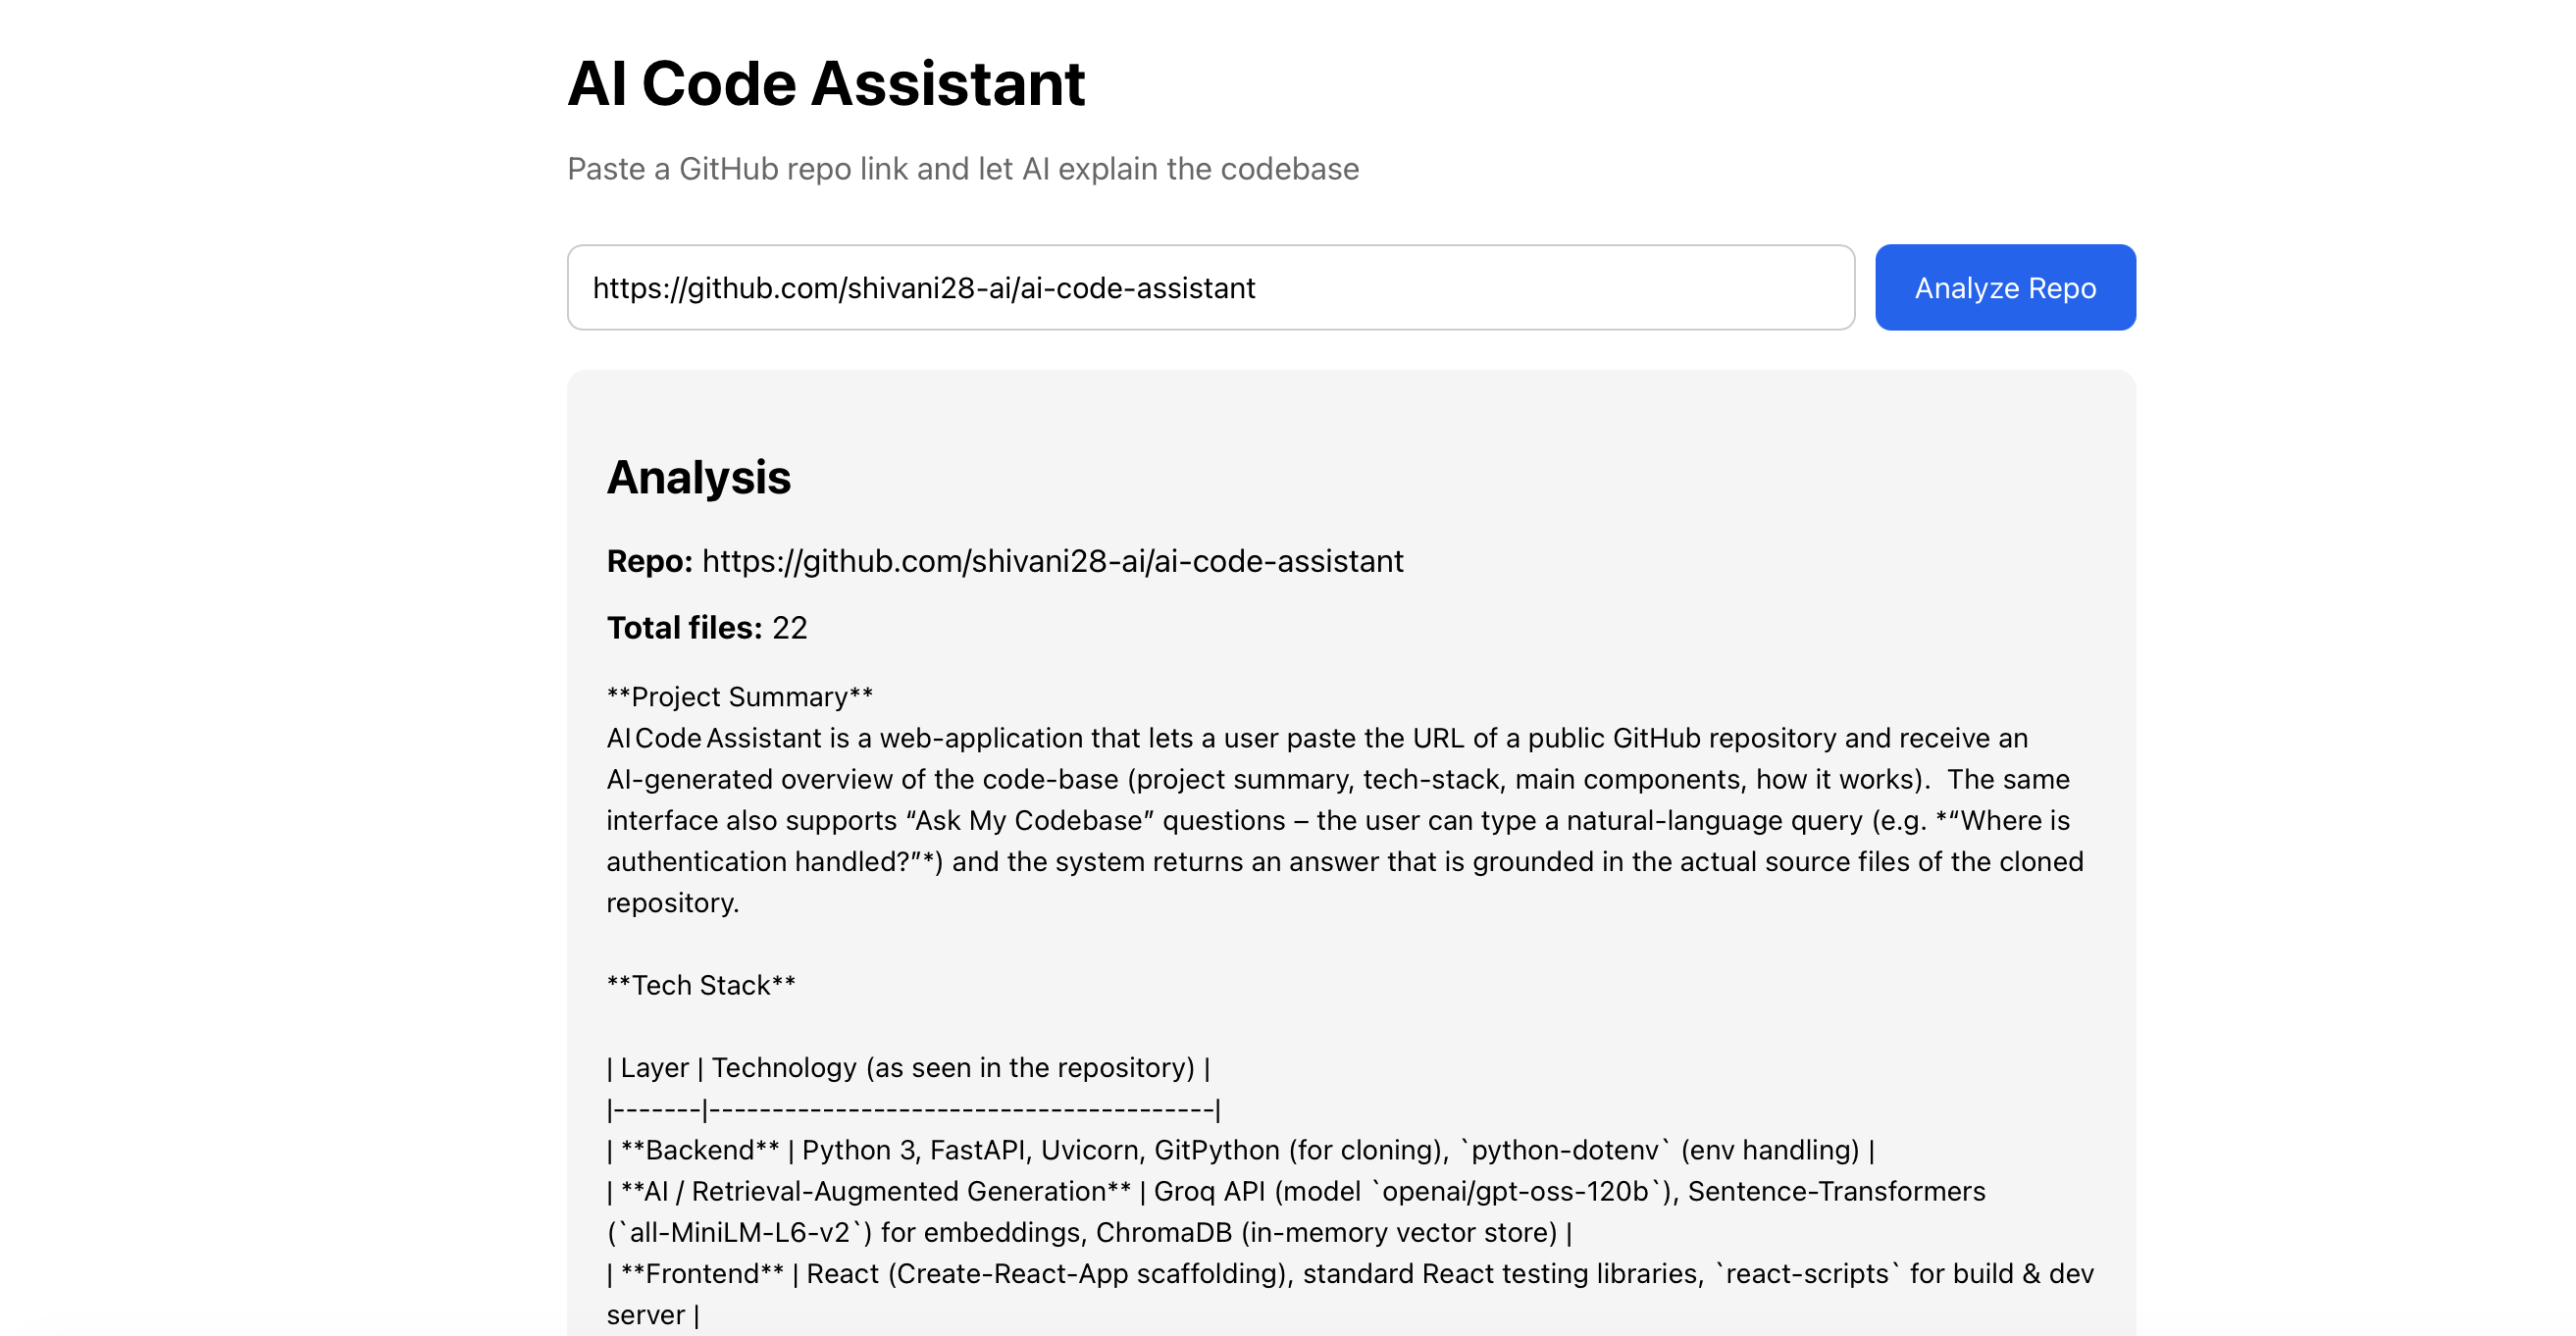 AI Code Assistant
Paste a GitHub repo link and let AI explain the codebase
https://github.com/shivani28-ai/ai-code-assistant
Analyze Repo
Analysis
Repo: https://github.com/shivani28-ai/ai-code-assistant
Total files: 22
**Project Summary**
AI Code Assistant is a web-application that lets a user paste the URL of a public GitHub repository and receive an
AI-generated overview of the code-base (project summary, tech-stack, main components, how it works).  The same
interface also supports “Ask My Codebase” questions – the user can type a natural-language query (e.g. *“Where is
authentication handled?”*) and the system returns an answer that is grounded in the actual source files of the cloned
repository.
**Tech Stack**
| Layer | Technology (as seen in the repository) |
|-------|----------------------------------------|
| **Backend** | Python 3, FastAPI, Uvicorn, GitPython (for cloning), `python-dotenv` (env handling) |
| **AI / Retrieval-Augmented Generation** | Groq API (model `openai/gpt-oss-120b`), Sentence-Transformers
(`all-MiniLM-L6-v2`) for embeddings, ChromaDB (in-memory vector store) |
| **Frontend** | React (Create-React-App scaffolding), standard React testing libraries, `react-scripts` for build & dev
server |